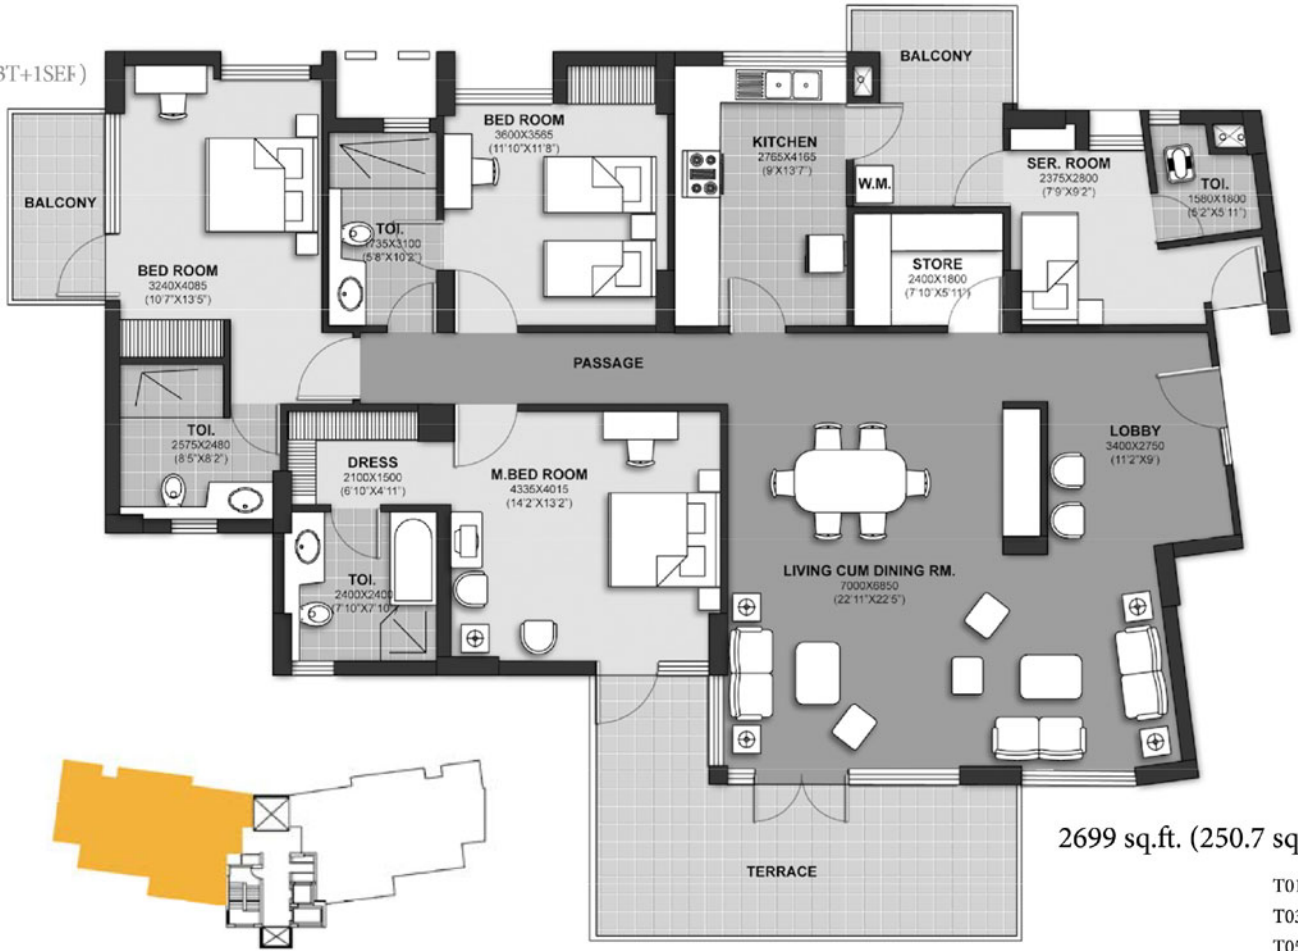 3T+1SER)
BALCONY
BED ROOM
3600X3565
(11'10"X11'8")
KITCHEN
2765X4165
(9'X13'7")
W.M.
SER. ROOM
2375X2800
(7'9"X9'2")
TOI.
1580X1800
(5'2"X5'11")
BALCONY
TOI.
1735X3100
(5'8"X10'2")
BED ROOM
3240X4085
(10'7"X13'5")
STORE
2400X1800
(7'10"X5'11")
PASSAGE
TOI.
2575X2480
(8'5"X8'2")
DRESS
2100X1500
(6'10"X4'11")
M.BED ROOM
4335X4015
(14'2"X13'2")
LOBBY
3400X2750
(11'2"X9')
TOI.
2400X2400
(7'10"X7'10")
LIVING CUM DINING RM.
7000X6850
(22'11"X22'5")
TERRACE
2699 sq.ft. (250.7 sq
T01
T03